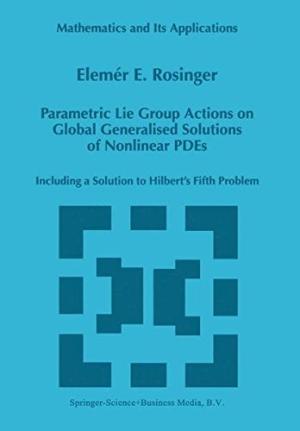 Mathematics and Its Applications
Elemér E. Rosinger
Parametric Lie Group Actions on
Global Generalised Solutions
of Nonlinear PDEs
Including a Solution to Hilbert's Fifth Problem
Springer-Science+Business Media, B.V.